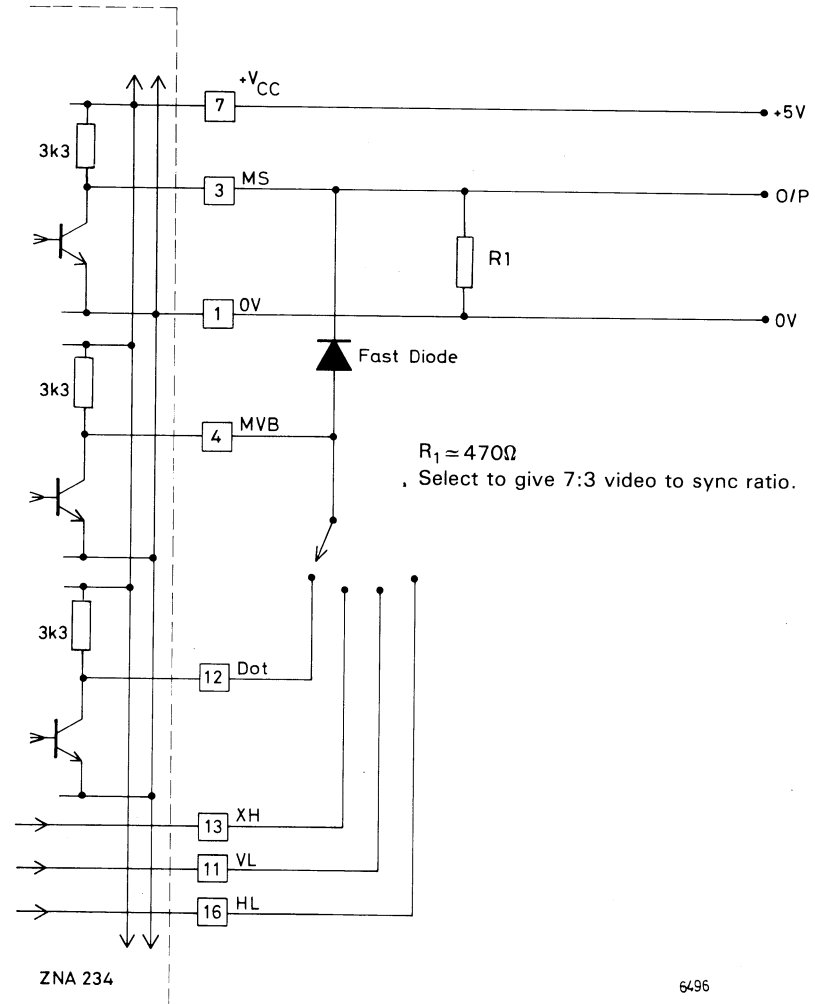 +VCC
7
+5V
3k3
3
MS
O/P
R1
1
0V
0V
Fast Diode
3k3
4
MVB
R1 ≃ 470Ω
Select to give 7:3 video to sync ratio.
3k3
12
Dot
13
XH
11
VL
16
HL
ZNA 234
6496